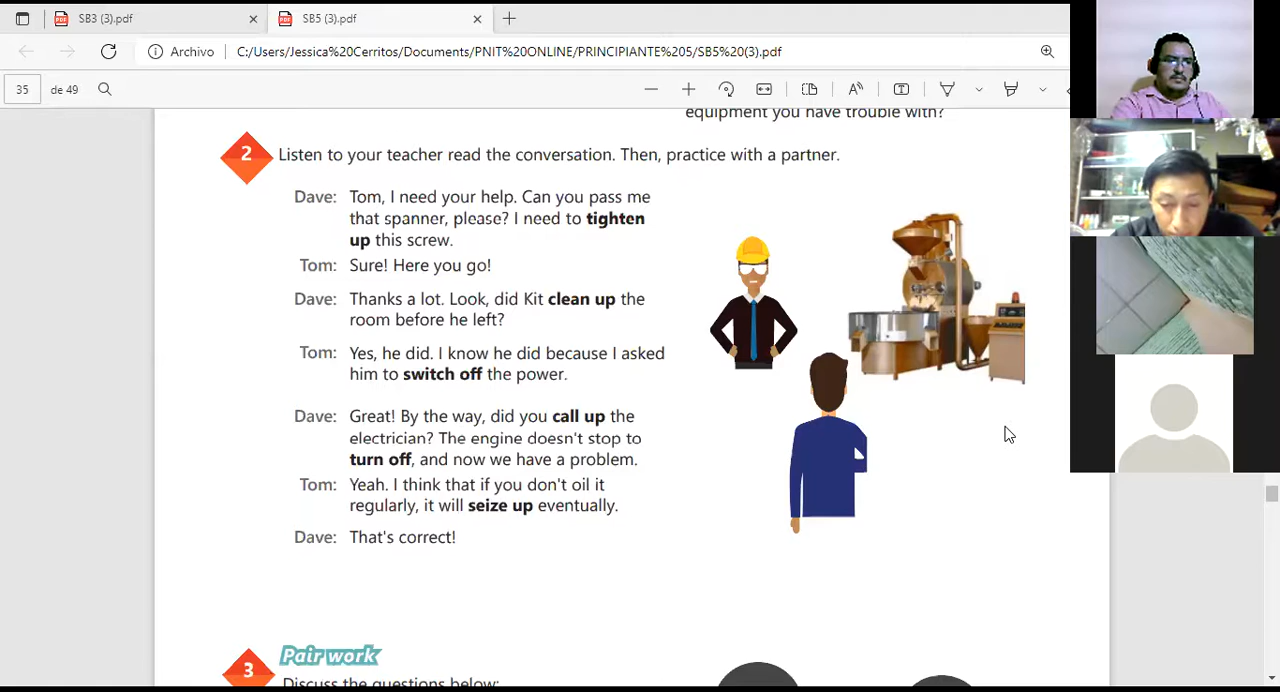 SB3 (3).pdf
SB5 (3).pdf
Archivo
C:/Users/Jessica%20Cerritos/Documents/PNIT%20ONLINE/PRINCIPIANTE%205/SB5%20(3).pdf
35 de 49
equipment you have trouble with?
2 Listen to your teacher read the conversation. Then, practice with a partner.
Dave: Tom, I need your help. Can you pass me
that spanner, please? I need to tighten
up this screw.
Tom: Sure! Here you go!
Dave: Thanks a lot. Look, did Kit clean up the
room before he left?
Tom: Yes, he did. I know he did because I asked
him to switch off the power.
Dave: Great! By the way, did you call up the
electrician? The engine doesn't stop to
turn off, and now we have a problem.
Tom: Yeah. I think that if you don't oil it
regularly, it will seize up eventually.
Dave: That's correct!
3 Pair work
Discuss the questions below: